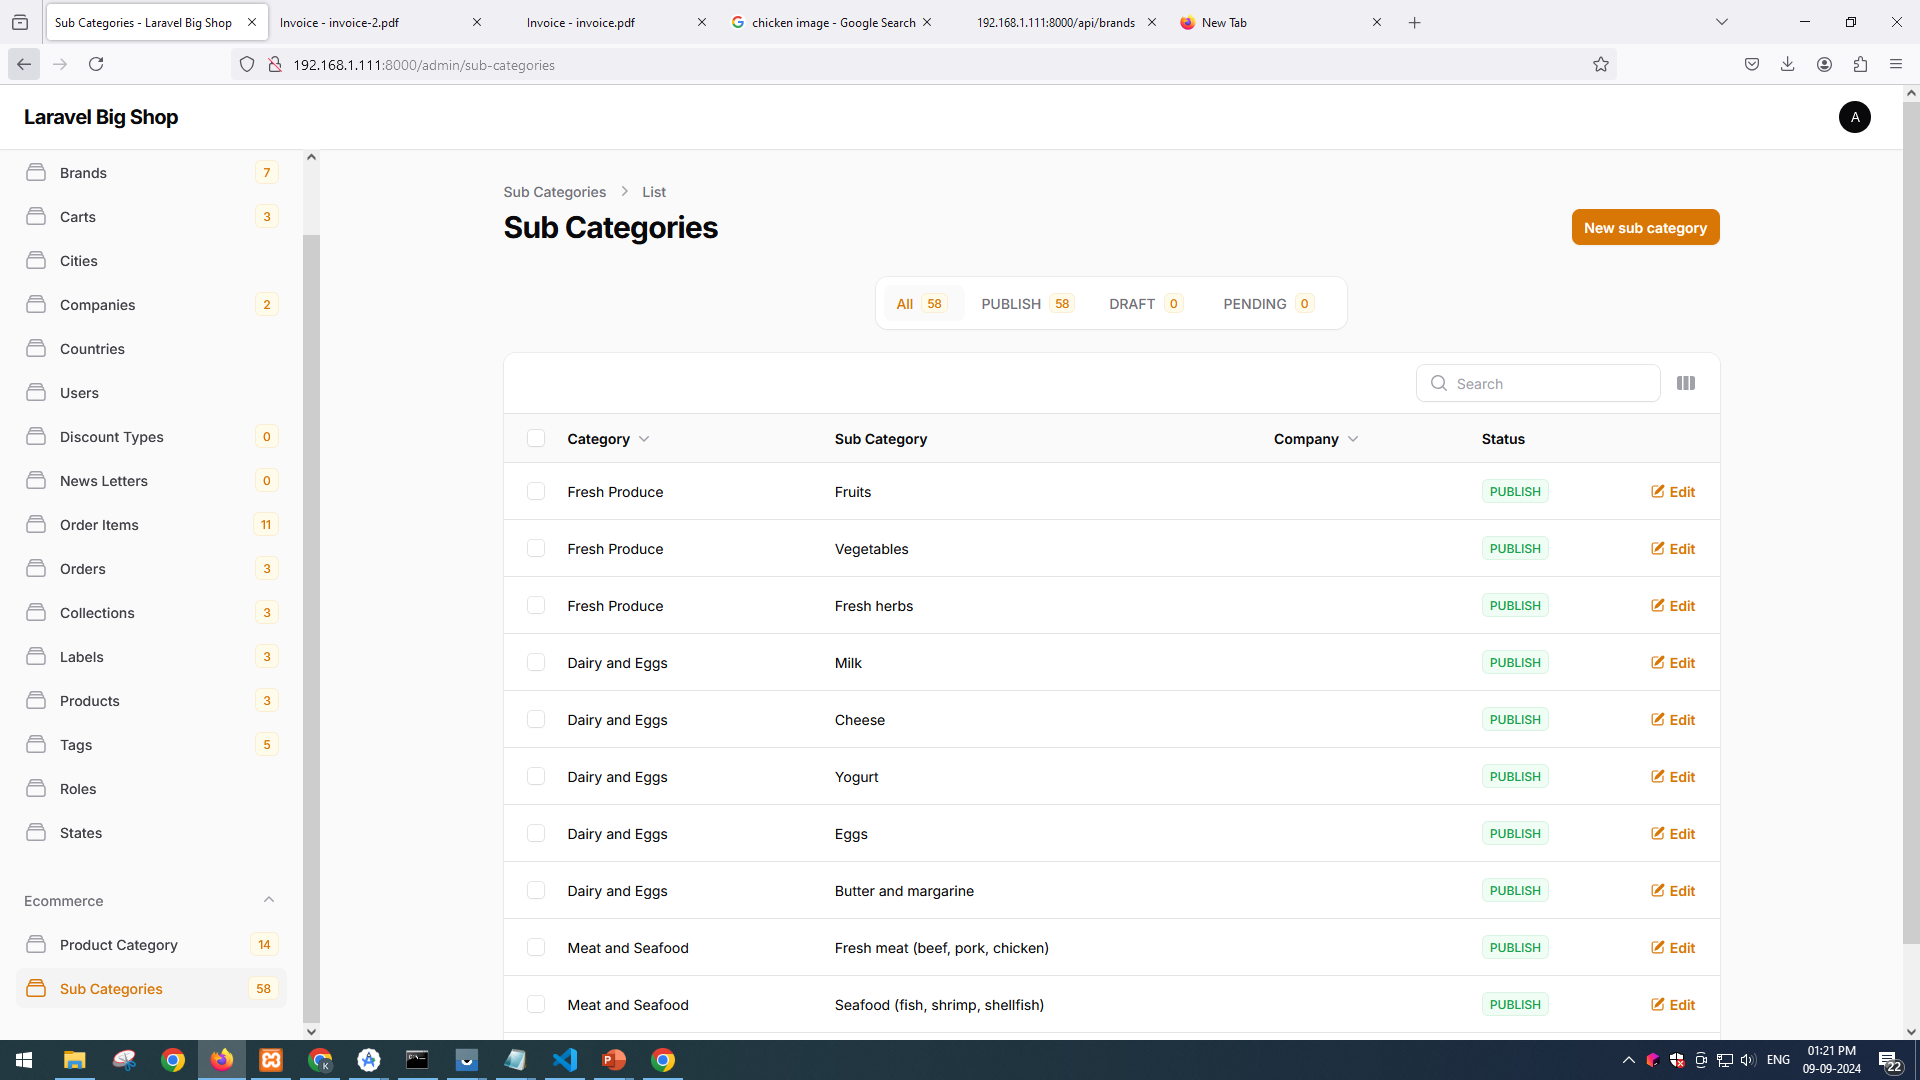 Sub Categories - Laravel Big Shop
Invoice - invoice-2.pdf
Invoice - invoice.pdf
chicken image - Google Search
192.168.1.111:8000/api/brands
New Tab
192.168.1.111:8000/admin/sub-categories
Laravel Big Shop
A
Brands 7
Carts 3
Cities
Companies 2
Countries
Users
Discount Types 0
News Letters 0
Order Items 11
Orders 3
Collections 3
Labels 3
Products 3
Tags 5
Roles
States
Ecommerce
Product Category 14
Sub Categories 58
Sub Categories List
Sub Categories
New sub category
All 58 PUBLISH 58 DRAFT 0 PENDING 0
Search
Category Sub Category Company Status
Fresh Produce Fruits PUBLISH Edit
Fresh Produce Vegetables PUBLISH Edit
Fresh Produce Fresh herbs PUBLISH Edit
Dairy and Eggs Milk PUBLISH Edit
Dairy and Eggs Cheese PUBLISH Edit
Dairy and Eggs Yogurt PUBLISH Edit
Dairy and Eggs Eggs PUBLISH Edit
Dairy and Eggs Butter and margarine PUBLISH Edit
Meat and Seafood Fresh meat (beef, pork, chicken) PUBLISH Edit
Meat and Seafood Seafood (fish, shrimp, shellfish) PUBLISH Edit
K
P
ENG
01:21 PM
09-09-2024
22